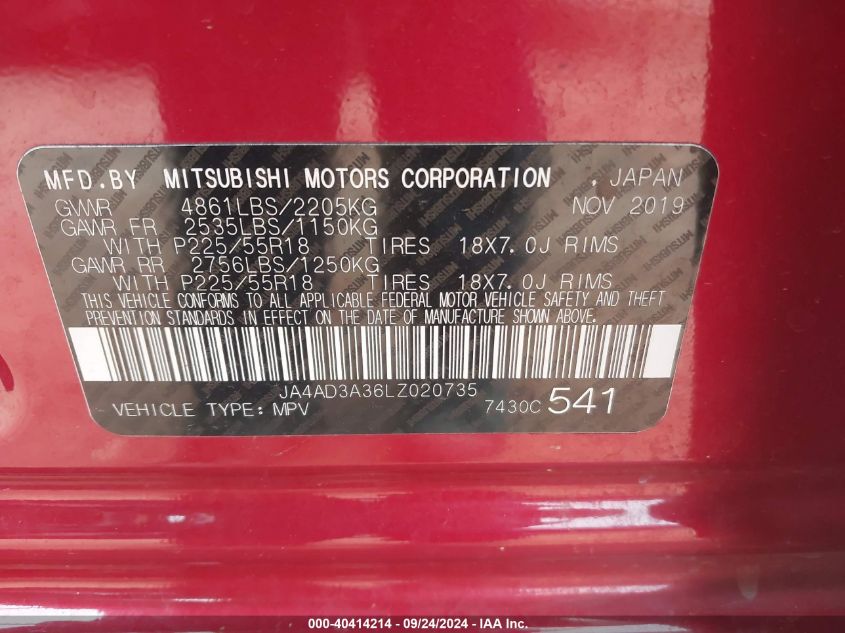 MFD.BY MITSUBISHI MOTORS CORPORATION , JAPAN
GVWR 4861LBS/2205KG NOV 2019
GAWR FR 2535LBS/1150KG
WITH P225/55R18 TIRES 18X7.0J RIMS
GAWR RR 2756LBS/1250KG
WITH P225/55R18 TIRES 18X7.0J RIMS
THIS VEHICLE CONFORMS TO ALL APPLICABLE FEDERAL MOTOR VEHICLE SAFETY AND THEFT
PREVENTION STANDARDS IN EFFECT ON THE DATE OF MANUFACTURE SHOWN ABOVE.
JA4AD3A36LZ020735
VEHICLE TYPE: MPV 7430C 541
000-40414214 - 09/24/2024 - IAA Inc.